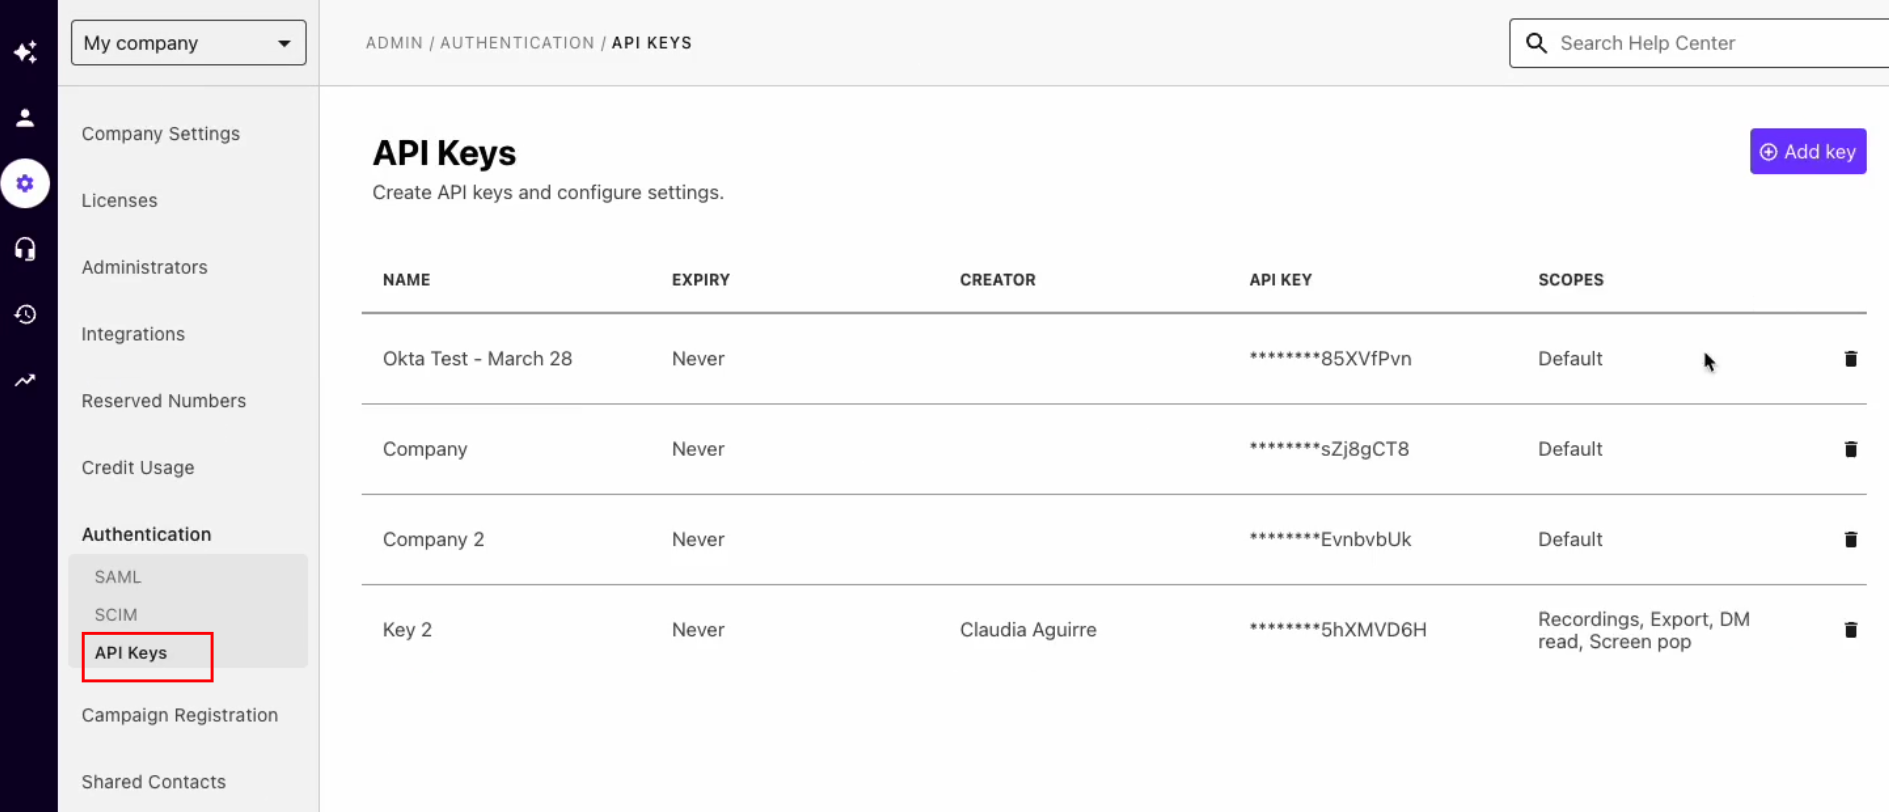 My company
ADMIN / AUTHENTICATION / API KEYS
Search Help Center
Company Settings
Licenses
Administrators
Integrations
Reserved Numbers
Credit Usage
Authentication
SAML
SCIM
API Keys
Campaign Registration
Shared Contacts
API Keys
Create API keys and configure settings.
Add key
NAME EXPIRY CREATOR API KEY SCOPES
Okta Test - March 28 Never ********85XVfPvn Default
Company Never ********sZj8gCT8 Default
Company 2 Never ********EvnbvbUk Default
Key 2 Never Claudia Aguirre ********5hXMVD6H Recordings, Export, DM
read, Screen pop